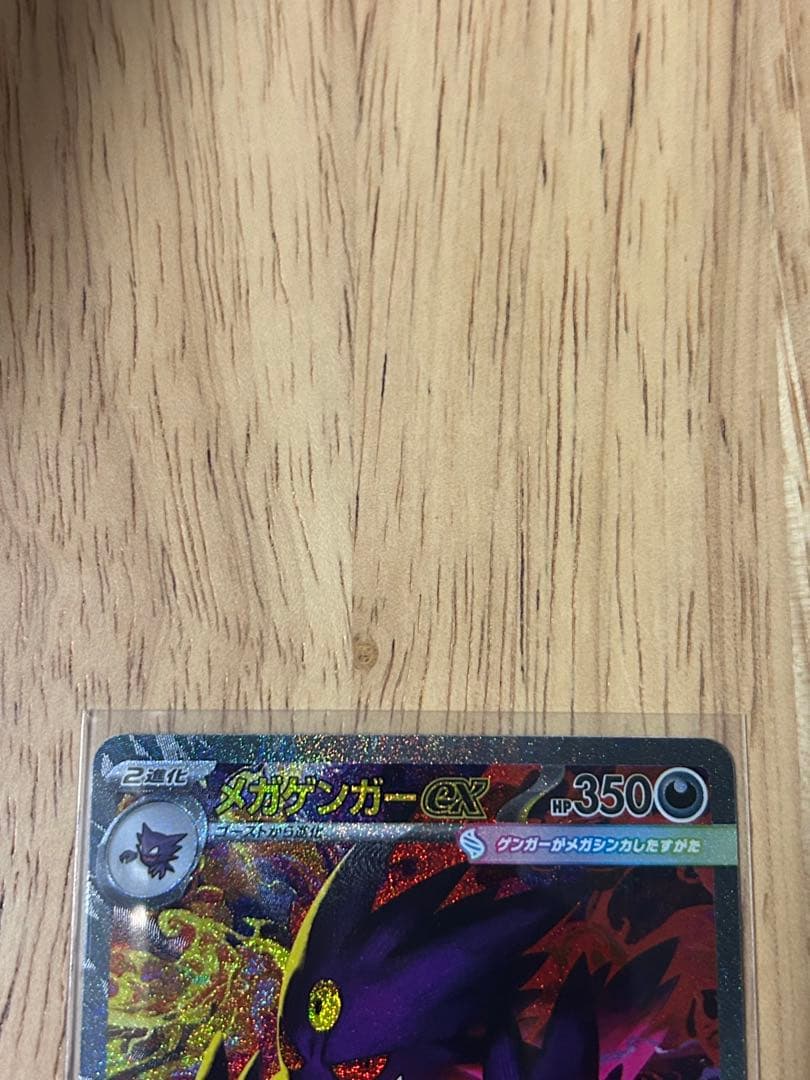 2進化
メガゲンガーex
HP350
ゴーストから進化
ゲンガーがメガシンカしたすがた